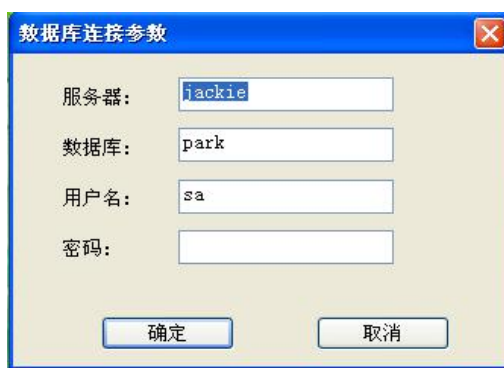 数据库连接参数
服务器： jackie
数据库： park
用户名： sa
密码：
确定 取消